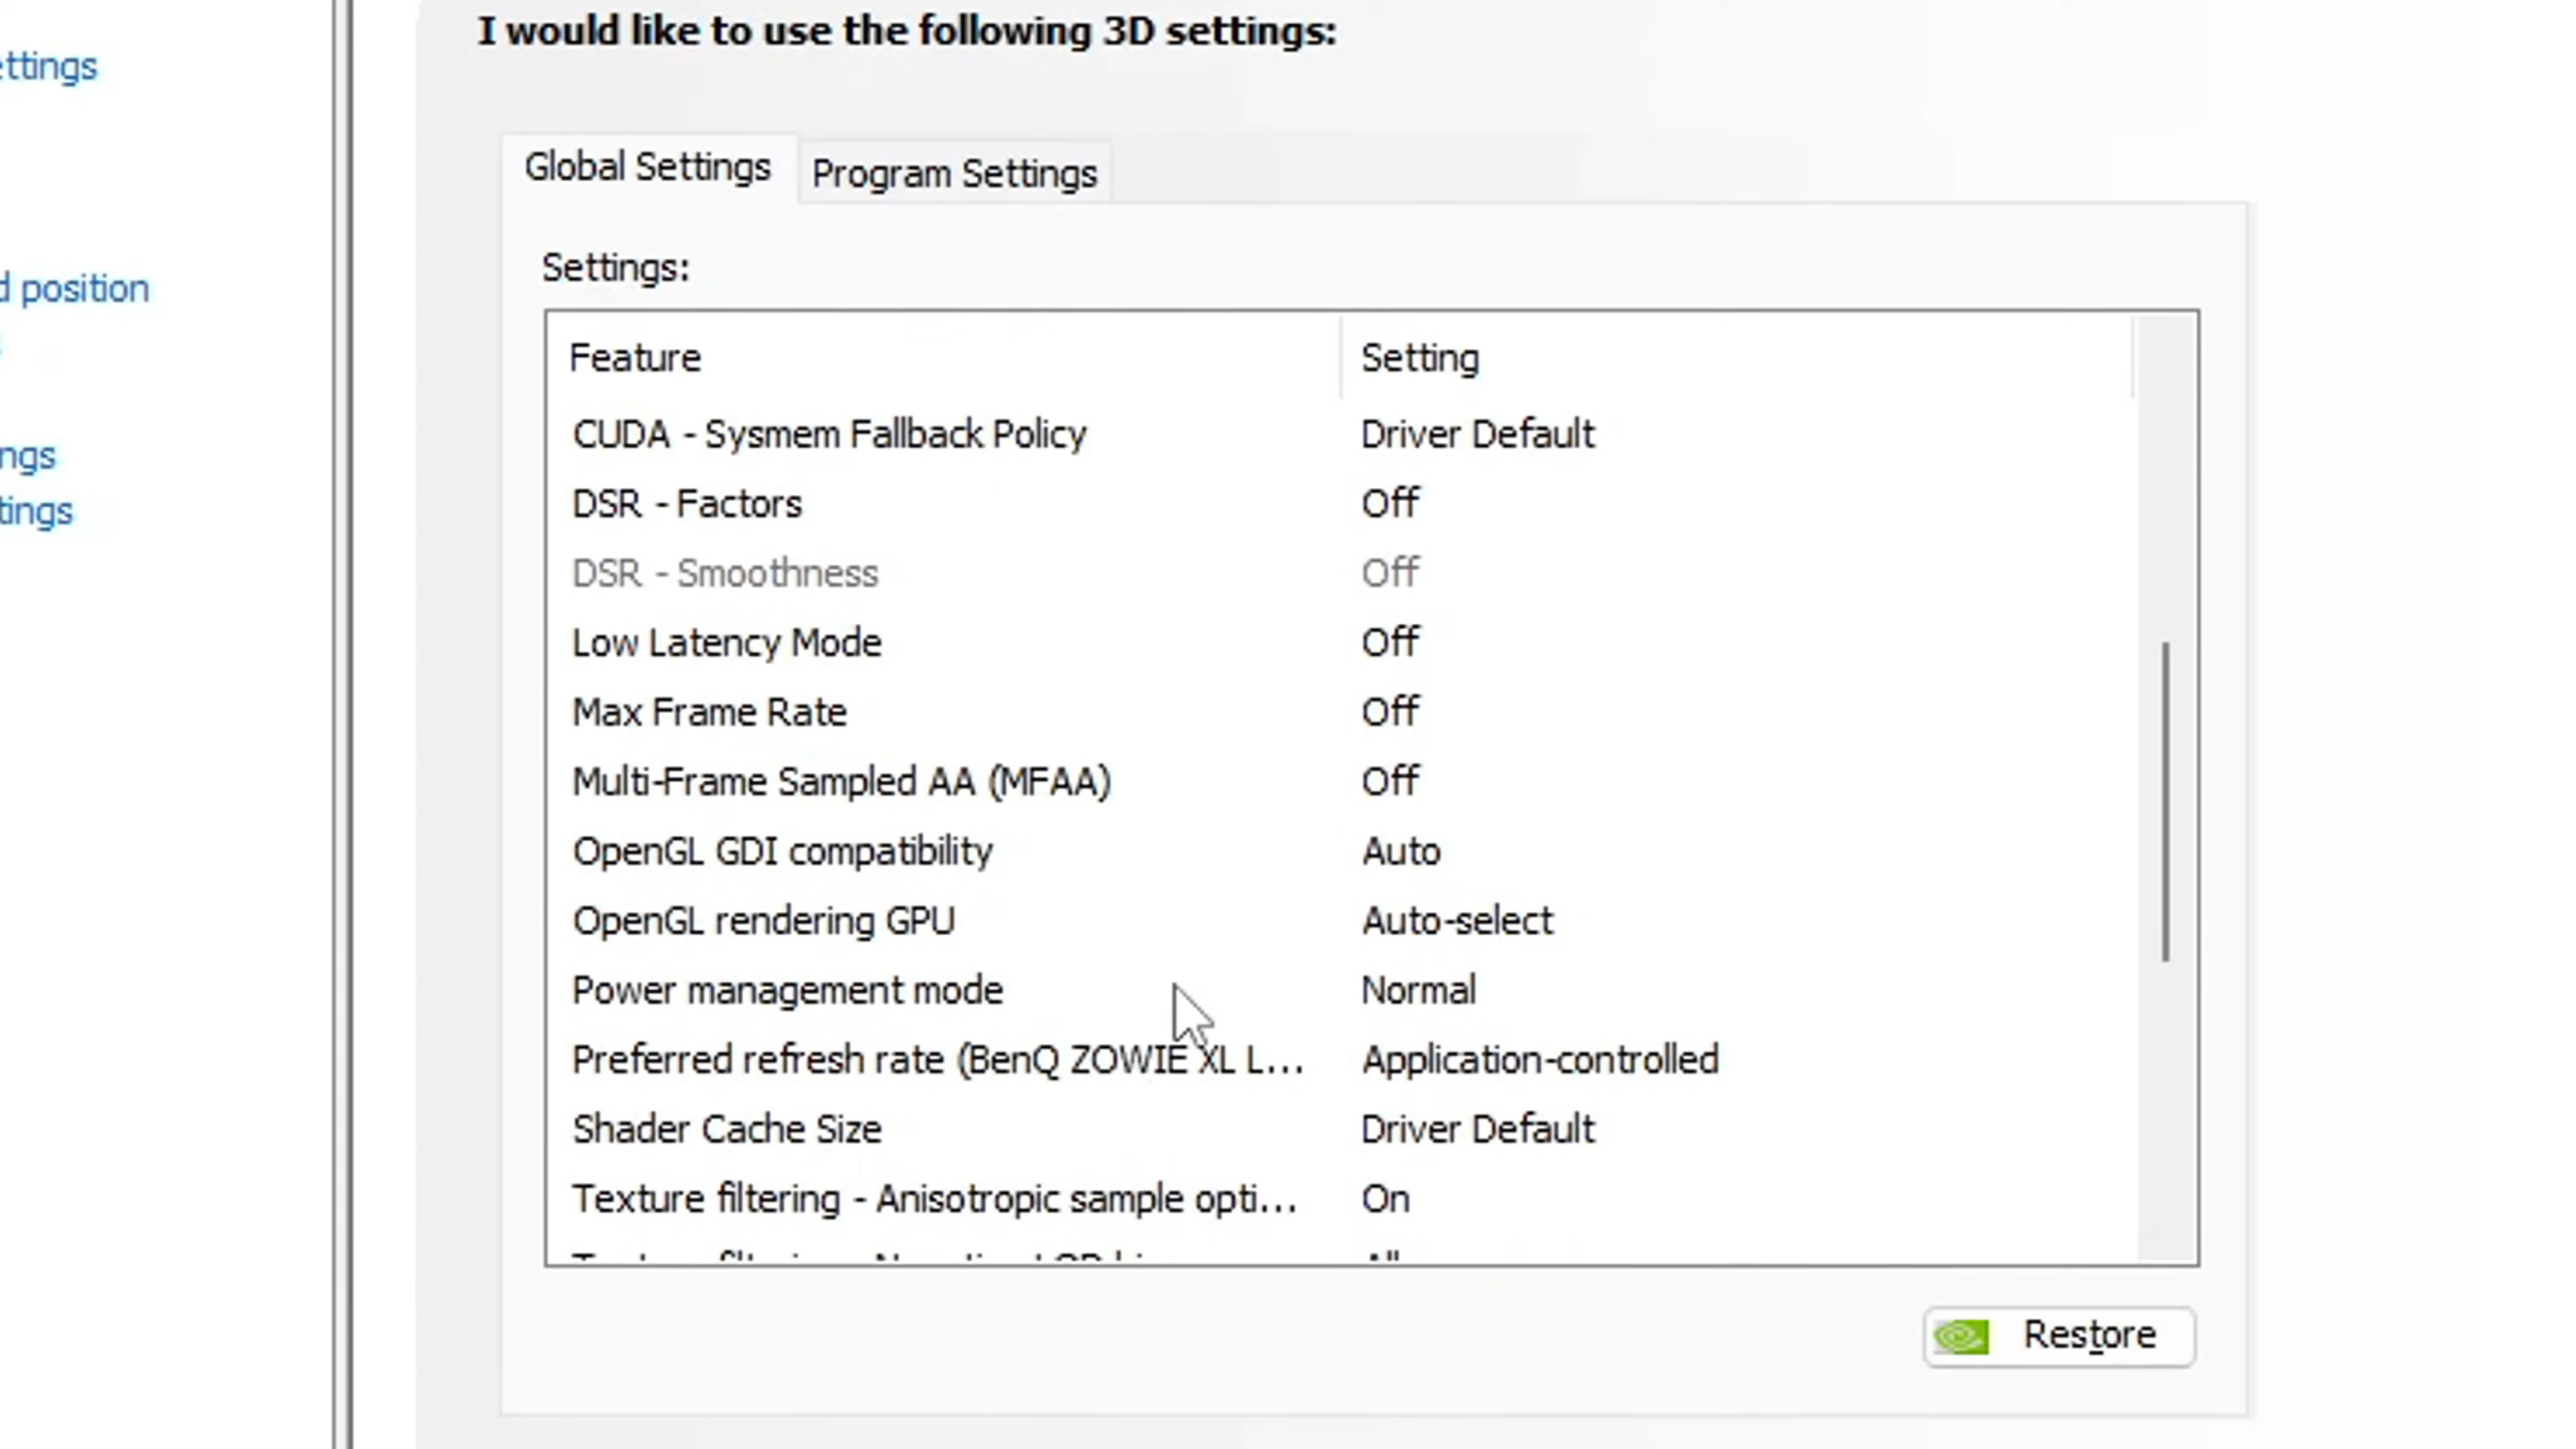 I would like to use the following 3D settings:
ttings
Global Settings
Program Settings
d position
Settings:
Feature
Setting
CUDA - Sysmem Fallback Policy
Driver Default
ngs
DSR - Factors
Off
tings
DSR - Smoothness
Off
Low Latency Mode
Off
Max Frame Rate
Off
Multi-Frame Sampled AA (MFAA)
Off
OpenGL GDI compatibility
Auto
OpenGL rendering GPU
Auto-select
Power management mode
Normal
Preferred refresh rate (BenQ ZOWIE XL L...
Application-controlled
Shader Cache Size
Driver Default
Texture filtering - Anisotropic sample opti...
On
Restore